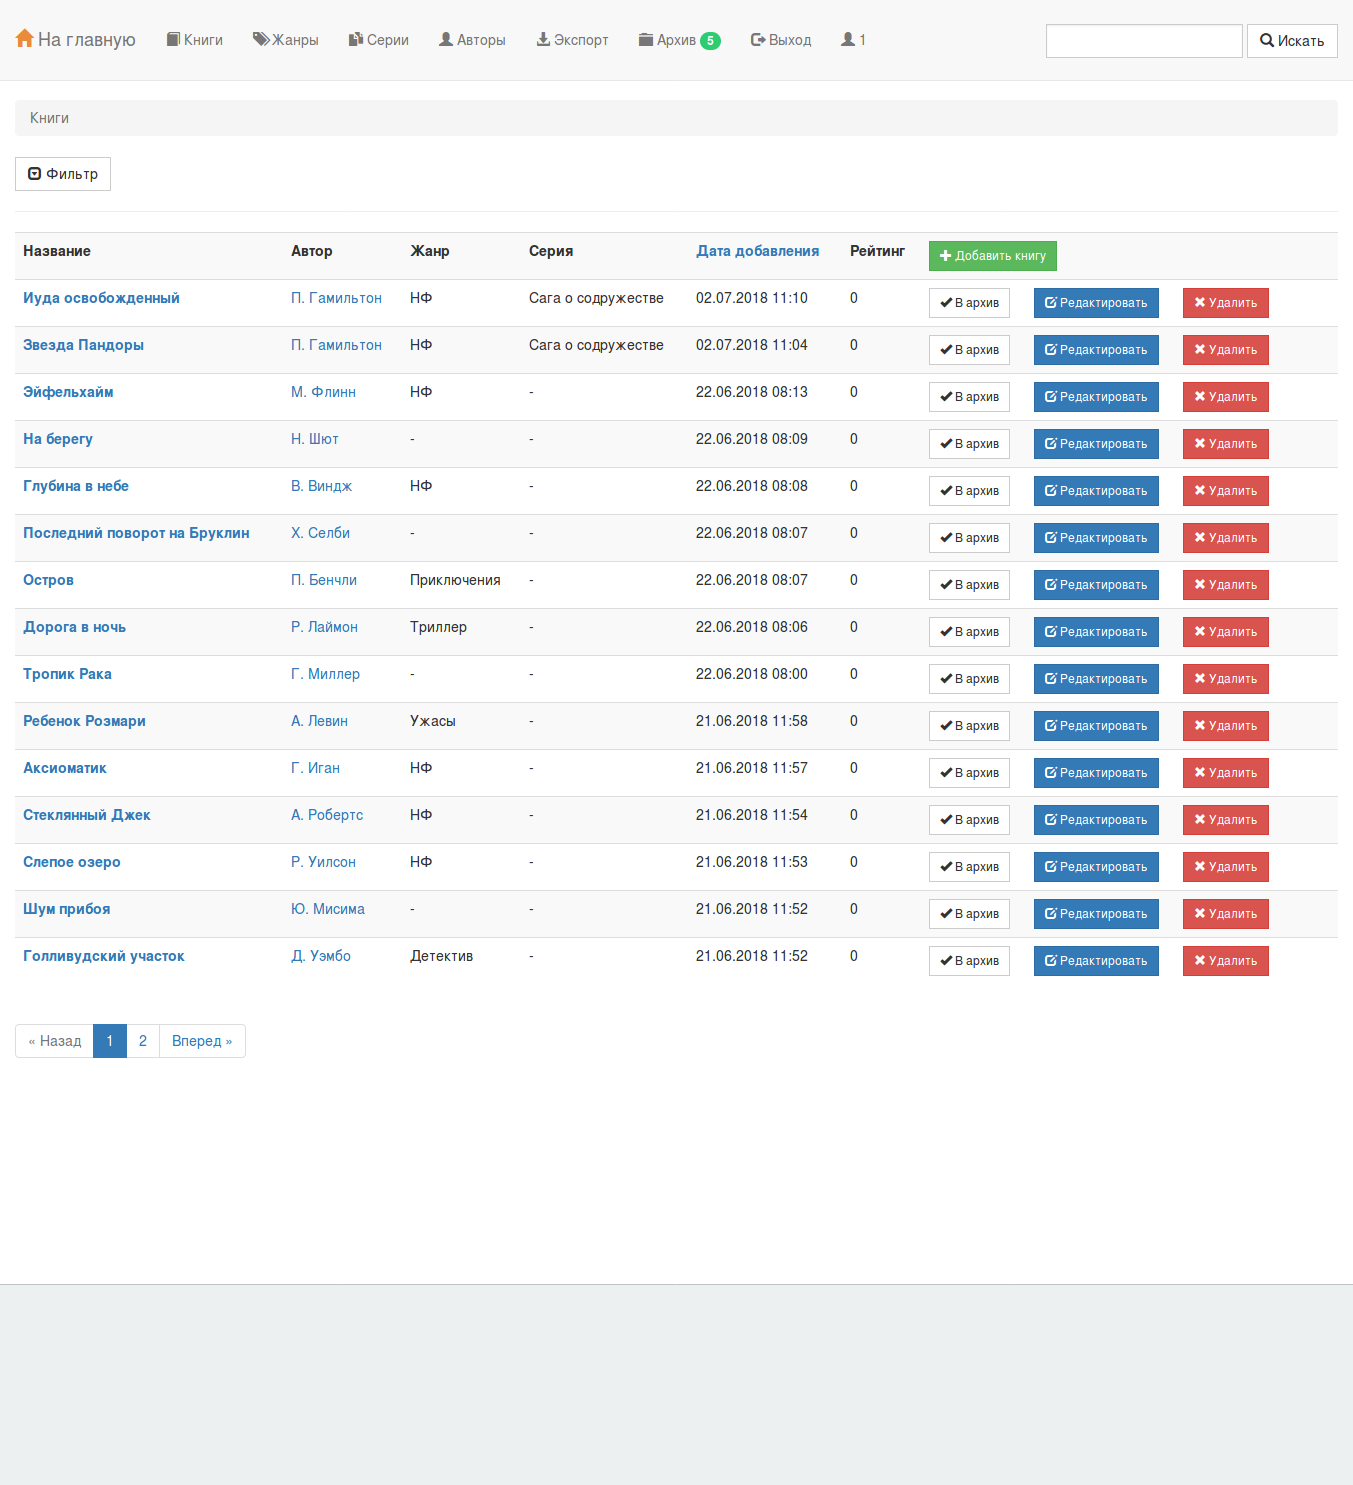 На главную Книги Жанры Серии Авторы Экспорт Архив 5 Выход 1 Искать
Книги
Фильтр
Название Автор Жанр Серия Дата добавления Рейтинг Добавить книгу
Иуда освобожденный П. Гамильтон НФ Сага о содружестве 02.07.2018 11:10 0 В архив Редактировать Удалить
Звезда Пандоры П. Гамильтон НФ Сага о содружестве 02.07.2018 11:04 0 В архив Редактировать Удалить
Эйфельхайм М. Флинн НФ - 22.06.2018 08:13 0 В архив Редактировать Удалить
На берегу Н. Шют - - 22.06.2018 08:09 0 В архив Редактировать Удалить
Глубина в небе В. Виндж НФ - 22.06.2018 08:08 0 В архив Редактировать Удалить
Последний поворот на Бруклин Х. Селби - - 22.06.2018 08:07 0 В архив Редактировать Удалить
Остров П. Бенчли Приключения - 22.06.2018 08:07 0 В архив Редактировать Удалить
Дорога в ночь Р. Лаймон Триллер - 22.06.2018 08:06 0 В архив Редактировать Удалить
Тропик Рака Г. Миллер - - 22.06.2018 08:00 0 В архив Редактировать Удалить
Ребенок Розмари А. Левин Ужасы - 21.06.2018 11:58 0 В архив Редактировать Удалить
Аксиоматик Г. Иган НФ - 21.06.2018 11:57 0 В архив Редактировать Удалить
Стеклянный Джек А. Робертс НФ - 21.06.2018 11:54 0 В архив Редактировать Удалить
Слепое озеро Р. Уилсон НФ - 21.06.2018 11:53 0 В архив Редактировать Удалить
Шум прибоя Ю. Мисима - - 21.06.2018 11:52 0 В архив Редактировать Удалить
Голливудский участок Д. Уэмбо Детектив - 21.06.2018 11:52 0 В архив Редактировать Удалить
« Назад 1 2 Вперед »